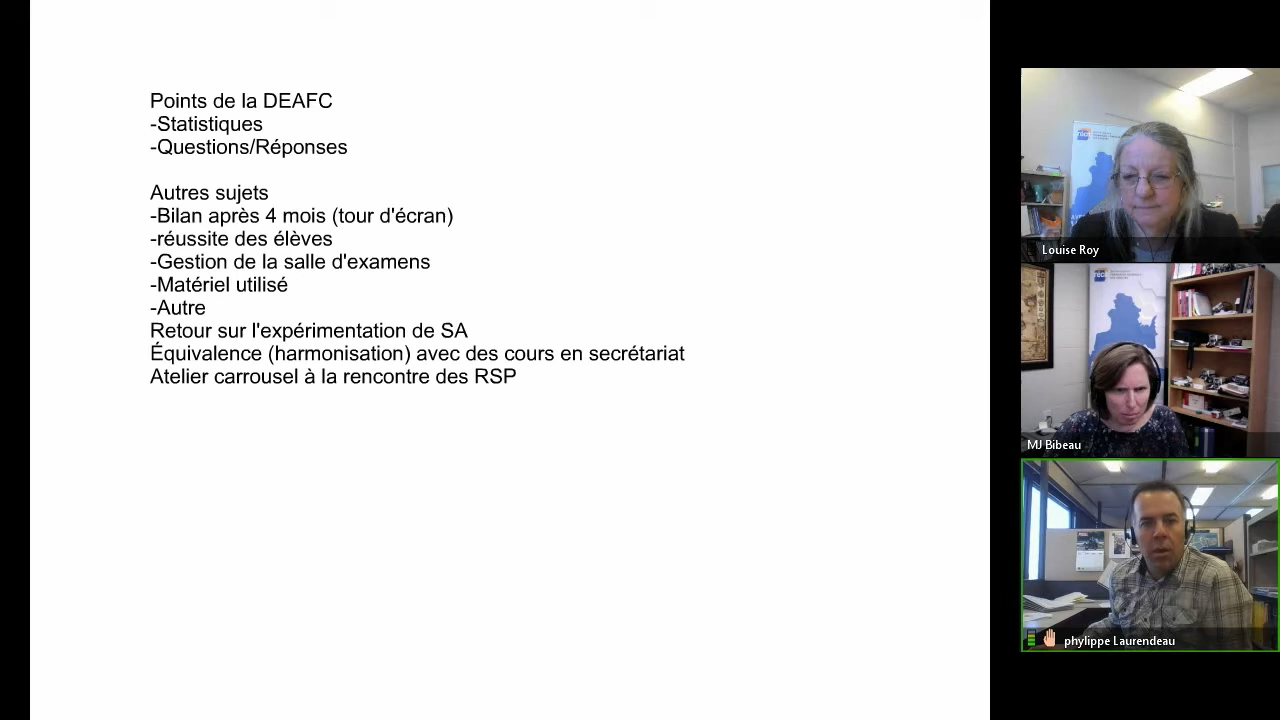 Points de la DEAFC
-Statistiques
-Questions/Réponses
Autres sujets
-Bilan après 4 mois (tour d'écran)
-réussite des élèves
-Gestion de la salle d'examens
-Matériel utilisé
-Autre
Retour sur l'expérimentation de SA
Équivalence (harmonisation) avec des cours en secrétariat
Atelier carrousel à la rencontre des RSP
Louise Roy
MJ Bibeau
phylippe Laurendeau